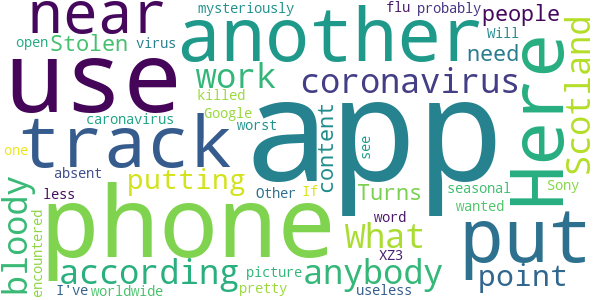 near
another
mysteriously
flu
probably
open
Stolen
virus
Will
people
use
work
coronavirus
need
Here
Scotland
killed
Google
caronavirus
track
app
worst
content
see
one
absent
putting
less
Other
If
Turns
seasonal
Sony
wanted
bloody
encountered
phone
What
word
XZ3
put
according
picture
anybody
point
I've
worldwide
pretty
useless